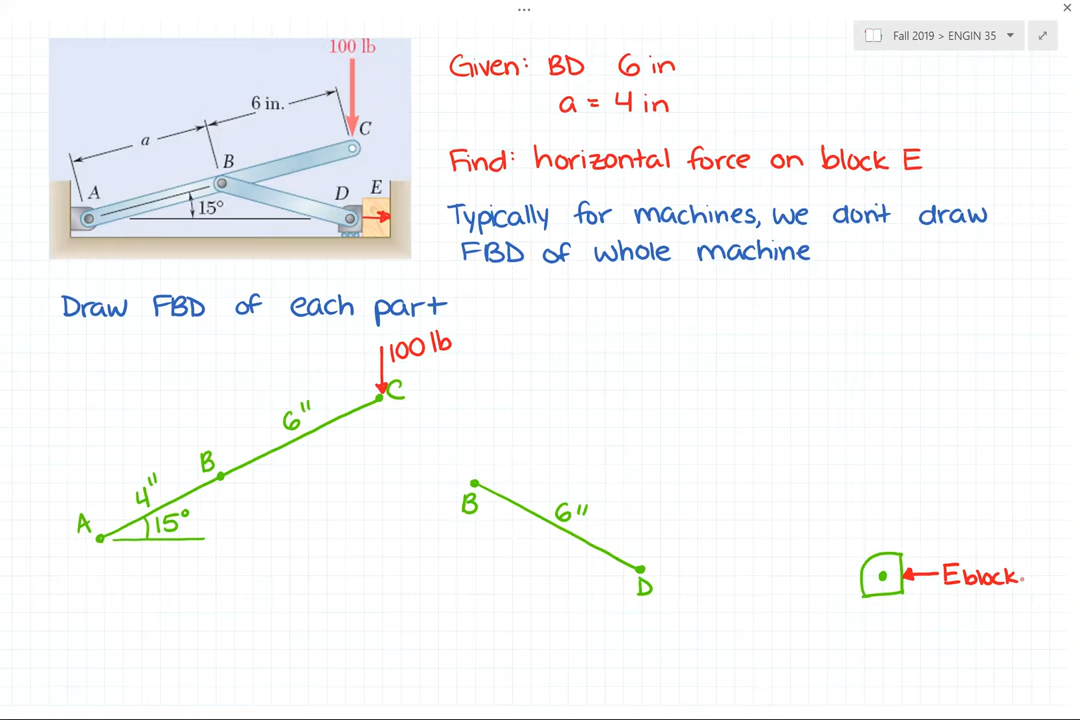 ...
Fall 2019 > ENGIN 35
100 lb
6 in.
C
a
B
A
D
E
15°
Given: BD 6 in
a = 4 in
Find: horizontal force on block E
Typically for machines, we don't draw
FBD of whole machine
Draw FBD of each part
100 lb
C
6"
B
4"
A
15°
B
6"
D
Eblock.